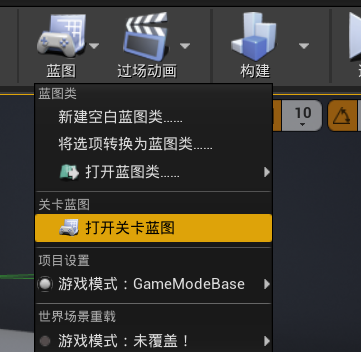 蓝图 过场动画 构建
蓝图类
新建空白蓝图类……
将选项转换为蓝图类……
打开蓝图类……
10
关卡蓝图
打开关卡蓝图
项目设置
游戏模式：GameModeBase
世界场景重载
游戏模式：未覆盖！